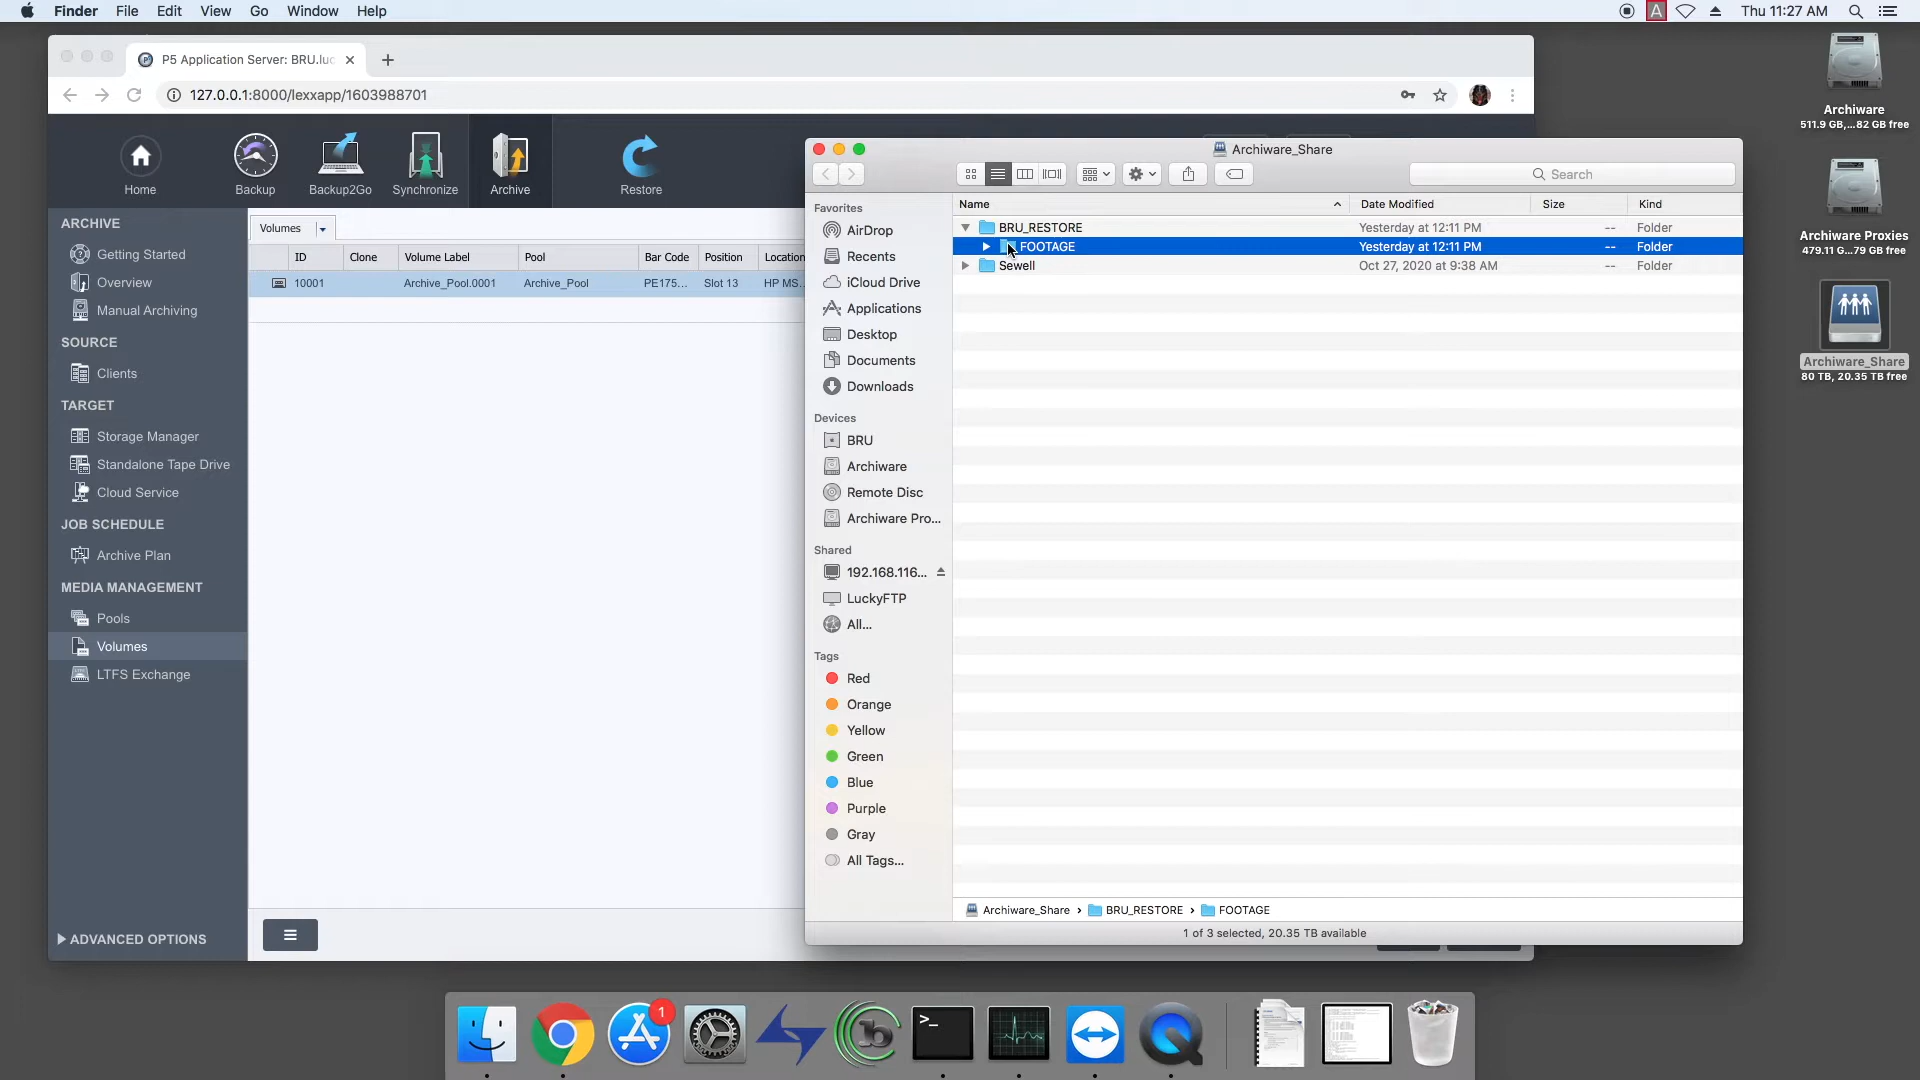 Finder File Edit View Go Window Help
A Thu 11:27 AM
P5 Application Server: BRU.luc
127.0.0.1:8000/lexxapp/1603988701
Home
Backup
Backup2Go
Synchronize
Archive
Restore
ARCHIVE
Getting Started
Overview
Manual Archiving
SOURCE
Clients
TARGET
Storage Manager
Standalone Tape Drive
Cloud Service
JOB SCHEDULE
Archive Plan
MEDIA MANAGEMENT
Pools
Volumes
LTFS Exchange
ADVANCED OPTIONS
Volumes
ID Clone Volume Label Pool Bar Code Position Location
10001 Archive_Pool.0001 Archive_Pool PE175... Slot 13 HP MS...
Archiware_Share
Search
Favorites
AirDrop
Recents
iCloud Drive
Applications
Desktop
Documents
Downloads
Devices
BRU
Archiware
Remote Disc
Archiware Pro...
Shared
192.168.116...
LuckyFTP
All...
Tags
Red
Orange
Yellow
Green
Blue
Purple
Gray
All Tags...
Name Date Modified Size Kind
BRU_RESTORE Yesterday at 12:11 PM -- Folder
FOOTAGE Yesterday at 12:11 PM -- Folder
Sewell Oct 27, 2020 at 9:38 AM -- Folder
Archiware_Share › BRU_RESTORE › FOOTAGE
1 of 3 selected, 20.35 TB available
Archiware
511.9 GB,...82 GB free
Archiware Proxies
479.11 G...79 GB free
Archiware_Share
80 TB, 20.35 TB free
1
>_
b